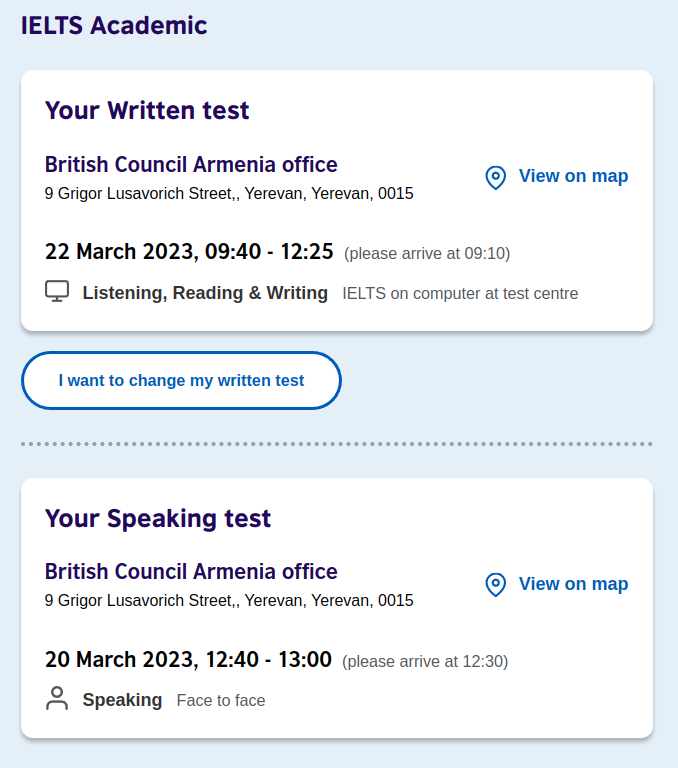 IELTS Academic
Your Written test
British Council Armenia office
View on map
9 Grigor Lusavorich Street,, Yerevan, Yerevan, 0015
22 March 2023, 09:40 - 12:25 (please arrive at 09:10)
Listening, Reading & Writing IELTS on computer at test centre
I want to change my written test
Your Speaking test
British Council Armenia office
View on map
9 Grigor Lusavorich Street,, Yerevan, Yerevan, 0015
20 March 2023, 12:40 - 13:00 (please arrive at 12:30)
Speaking Face to face